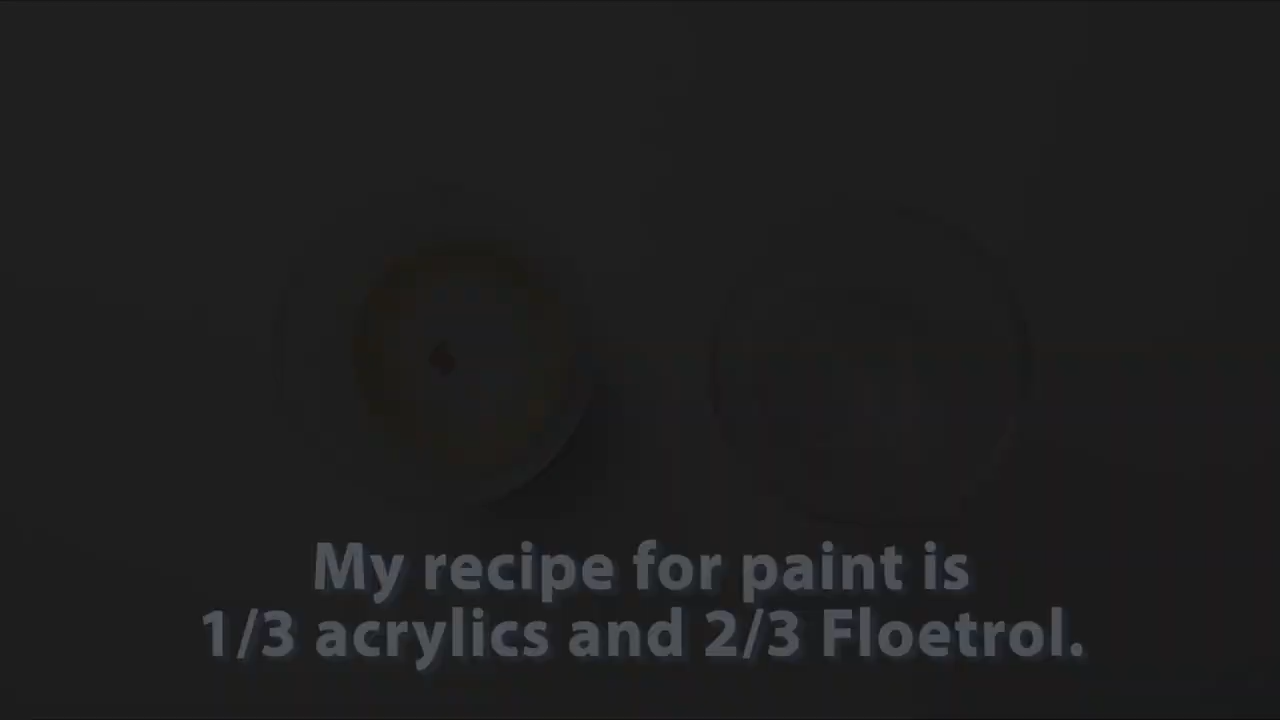 My recipe for paint is
1/3 acrylics and 2/3 Floetrol.